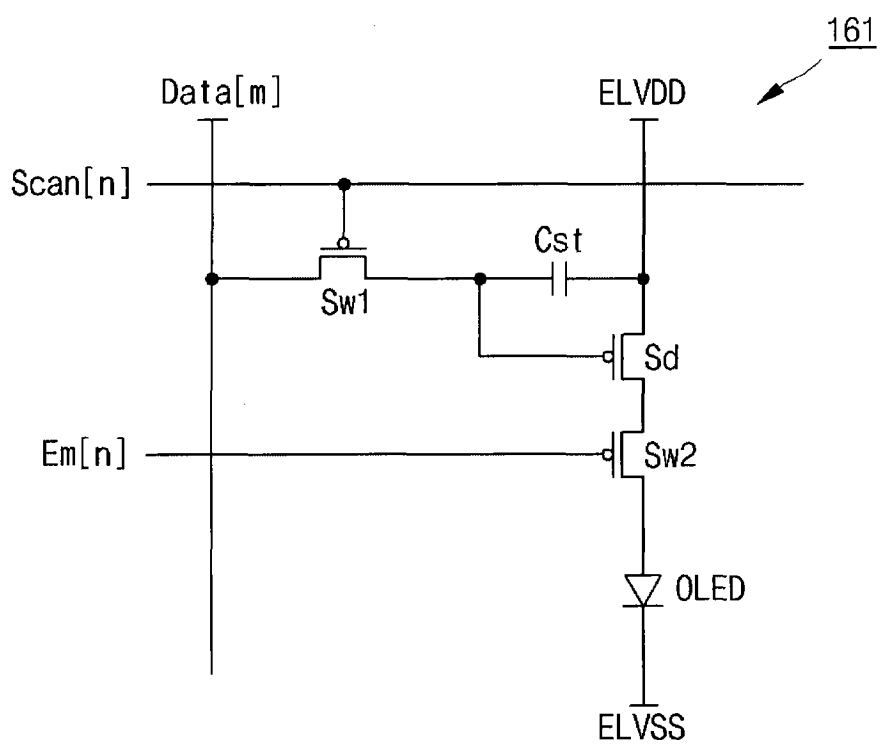 161
Data[m]
ELVDD
Scan[n]
Cst
Sw1
Sd
Em[n]
Sw2
OLED
ELVSS